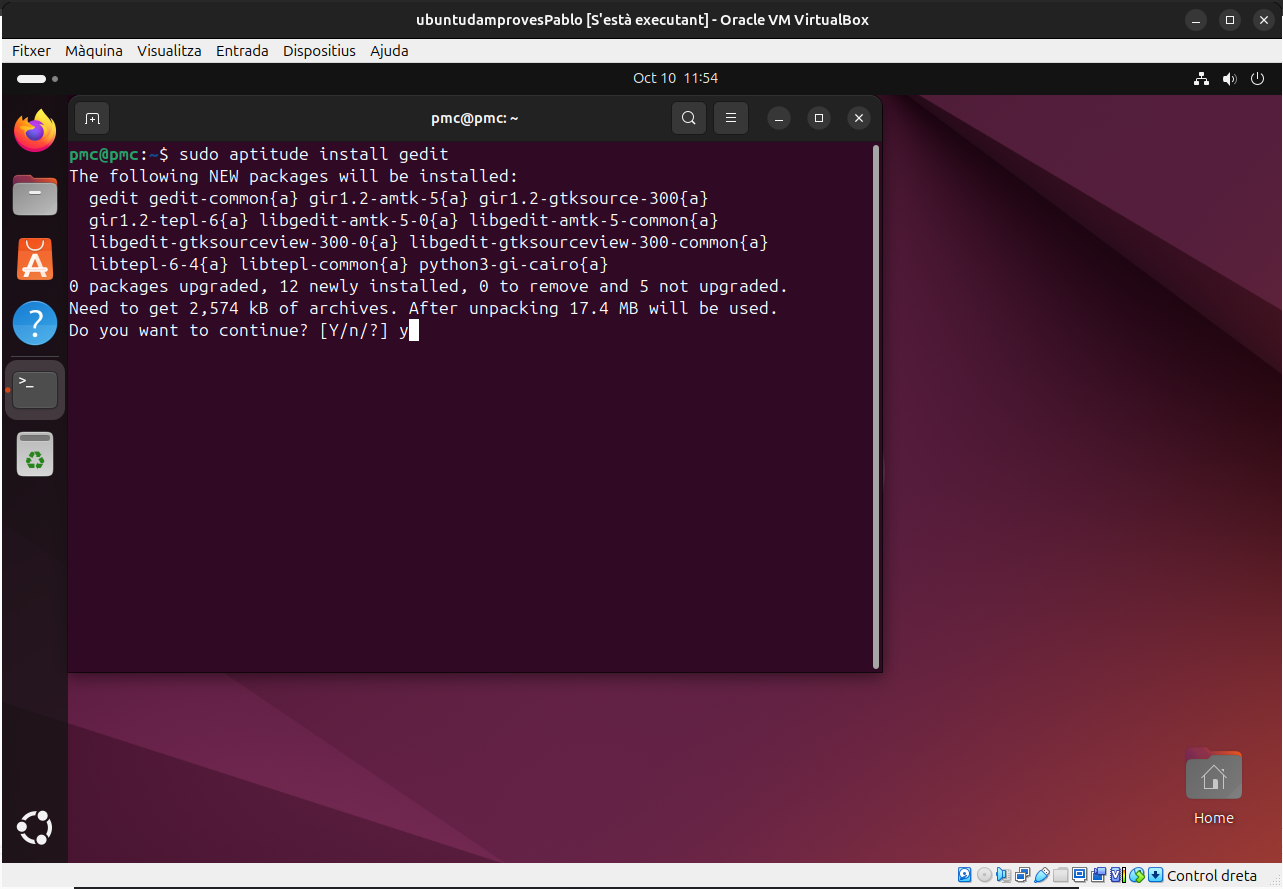 ubuntudamprovesPablo [S'està executant] - Oracle VM VirtualBox
Fitxer Màquina Visualitza Entrada Dispositius Ajuda
Oct 10 11:54
pmc@pmc: ~
pmc@pmc:~$ sudo aptitude install gedit
The following NEW packages will be installed:
  gedit gedit-common{a} gir1.2-amtk-5{a} gir1.2-gtksource-300{a}
  gir1.2-tepl-6{a} libgedit-amtk-5-0{a} libgedit-amtk-5-common{a}
  libgedit-gtksourceview-300-0{a} libgedit-gtksourceview-300-common{a}
  libtepl-6-4{a} libtepl-common{a} python3-gi-cairo{a}
0 packages upgraded, 12 newly installed, 0 to remove and 5 not upgraded.
Need to get 2,574 kB of archives. After unpacking 17.4 MB will be used.
Do you want to continue? [Y/n/?] y
Home
Control dreta